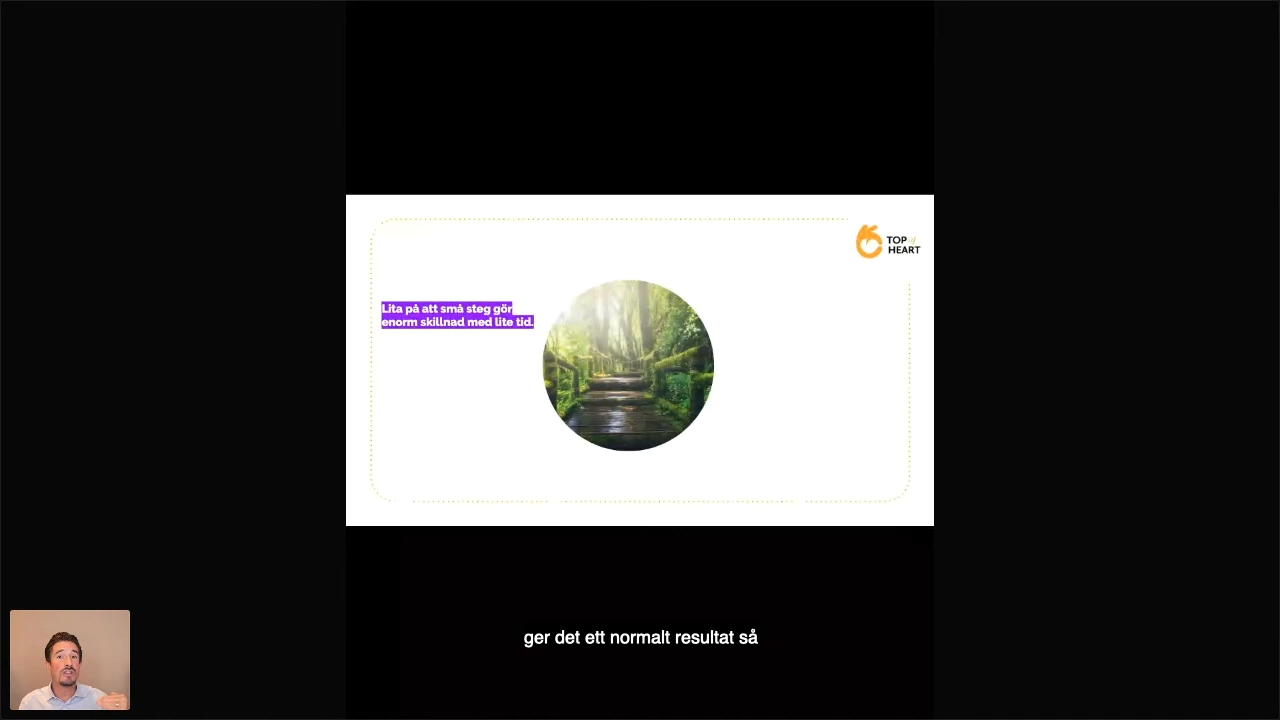 TOP of
HEART
Lita på att små steg gör
enorm skillnad med lite tid.
ger det ett normalt resultat så